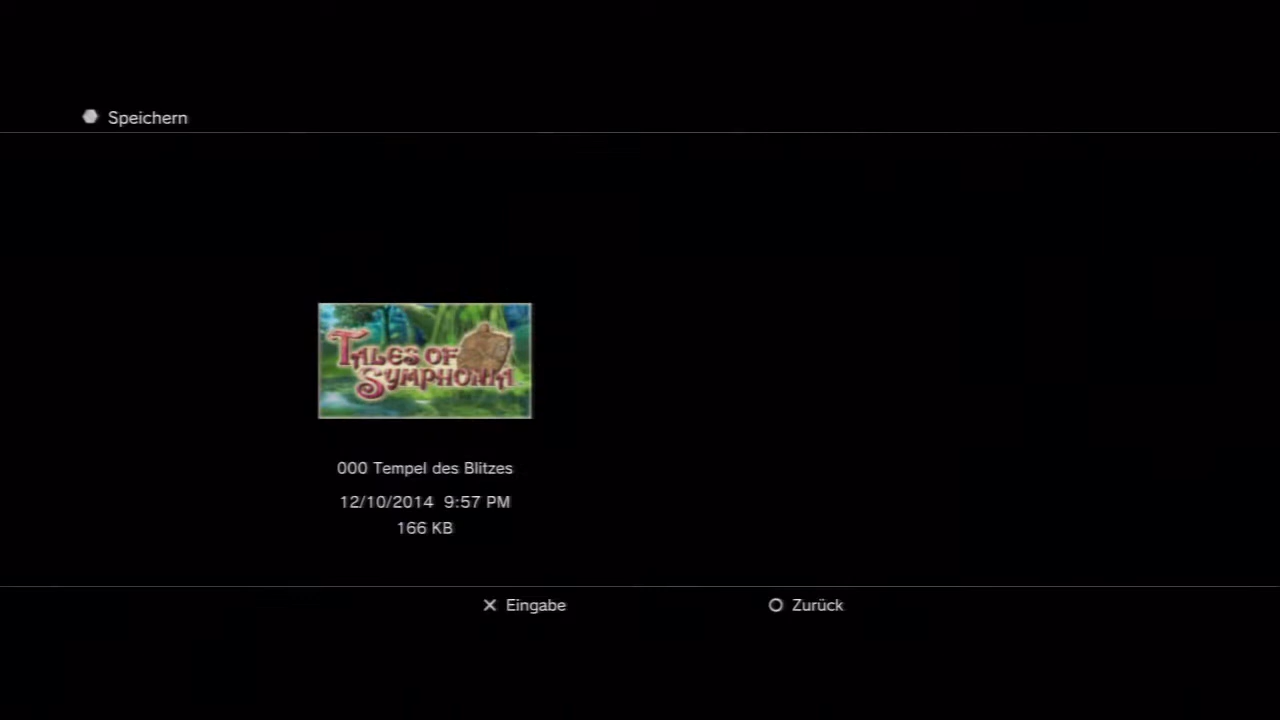 Speichern
TALES OF
SYMPHONIA
000 Tempel des Blitzes
12/10/2014 9:57 PM
166 KB
Eingabe
Zurück